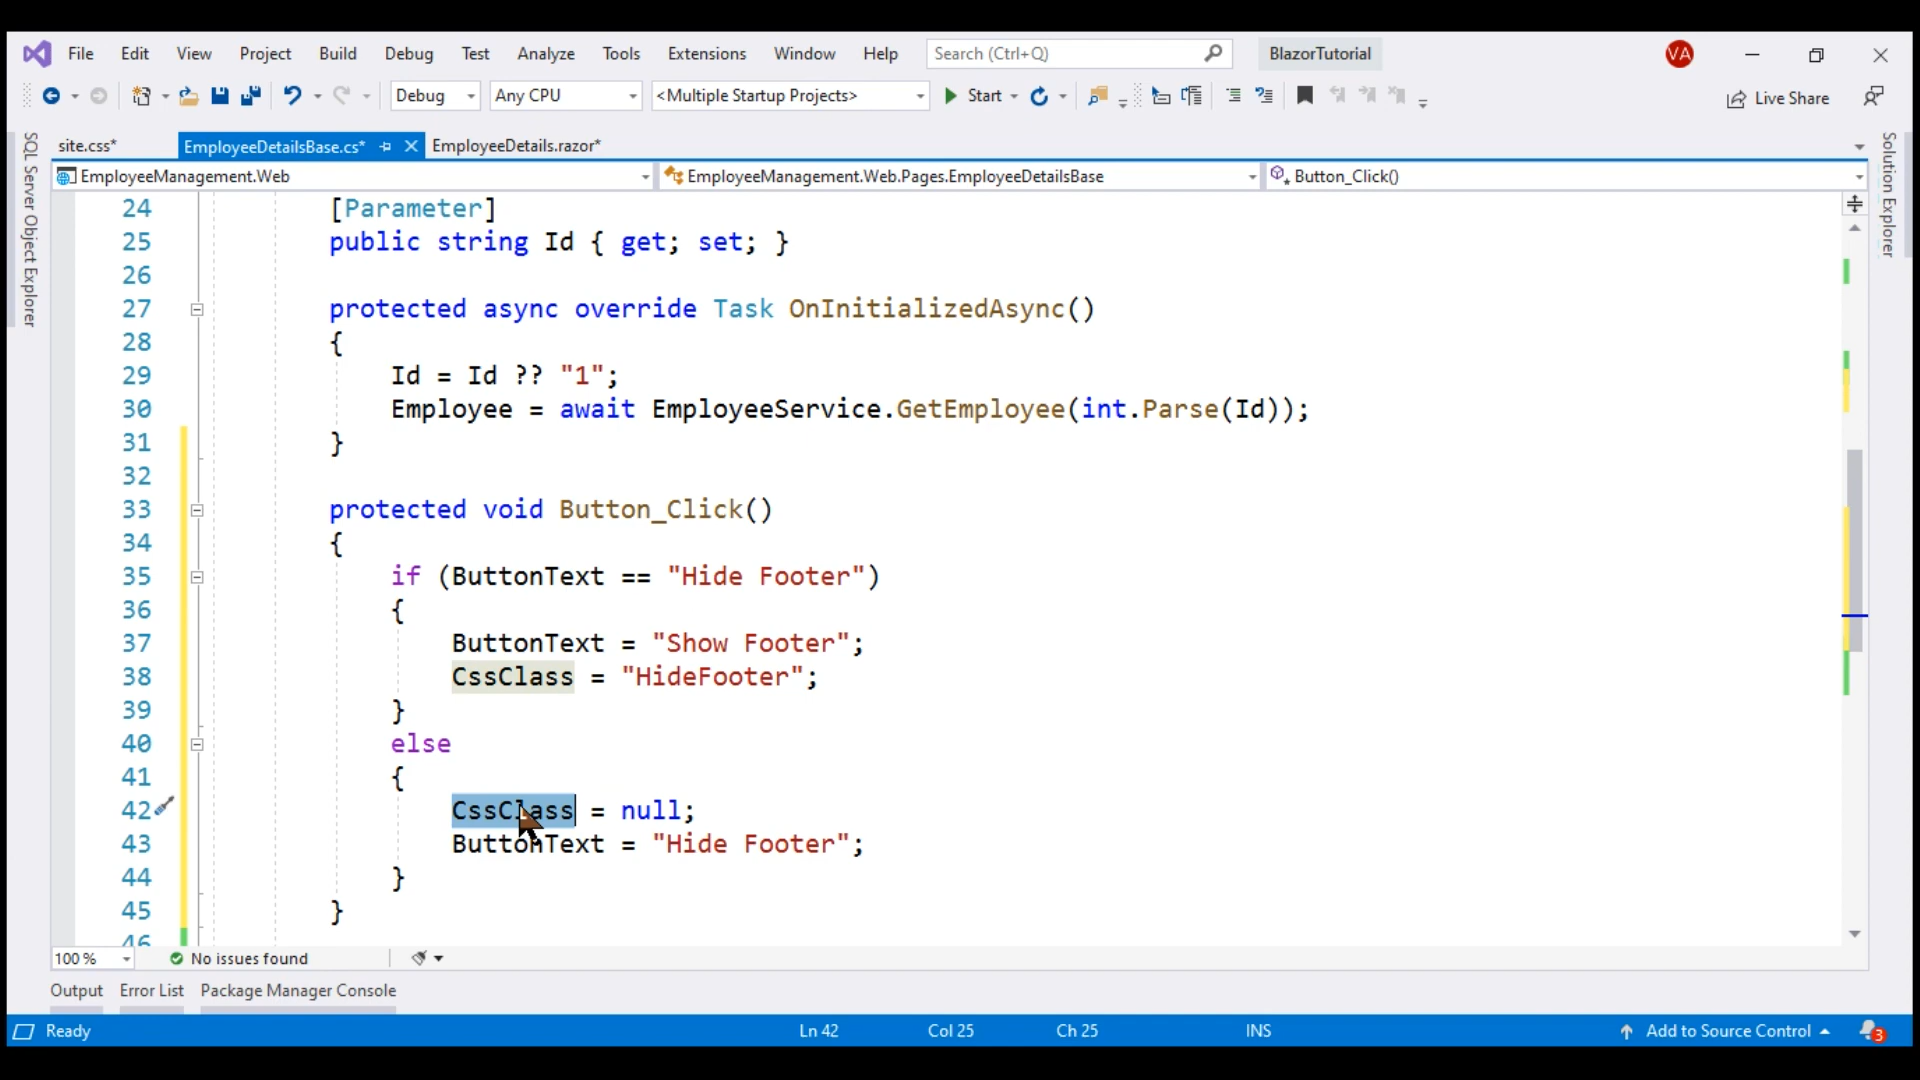 File Edit View Project Build Debug Test Analyze Tools Extensions Window Help Search (Ctrl+Q) BlazorTutorial VA
Debug Any CPU <Multiple Startup Projects> Start Live Share
SQL Server Object Explorer
Solution Explorer
site.css* EmployeeDetailsBase.cs* EmployeeDetails.razor*
EmployeeManagement.Web EmployeeManagement.Web.Pages.EmployeeDetailsBase Button_Click()
24 [Parameter]
25 public string Id { get; set; }
26
27 protected async override Task OnInitializedAsync()
28 {
29 Id = Id ?? "1";
30 Employee = await EmployeeService.GetEmployee(int.Parse(Id));
31 }
32
33 protected void Button_Click()
34 {
35 if (ButtonText == "Hide Footer")
36 {
37 ButtonText = "Show Footer";
38 CssClass = "HideFooter";
39 }
40 else
41 {
42 CssClass = null;
43 ButtonText = "Hide Footer";
44 }
45 }
46
100 % No issues found
Output Error List Package Manager Console
Ready Ln 42 Col 25 Ch 25 INS Add to Source Control 3